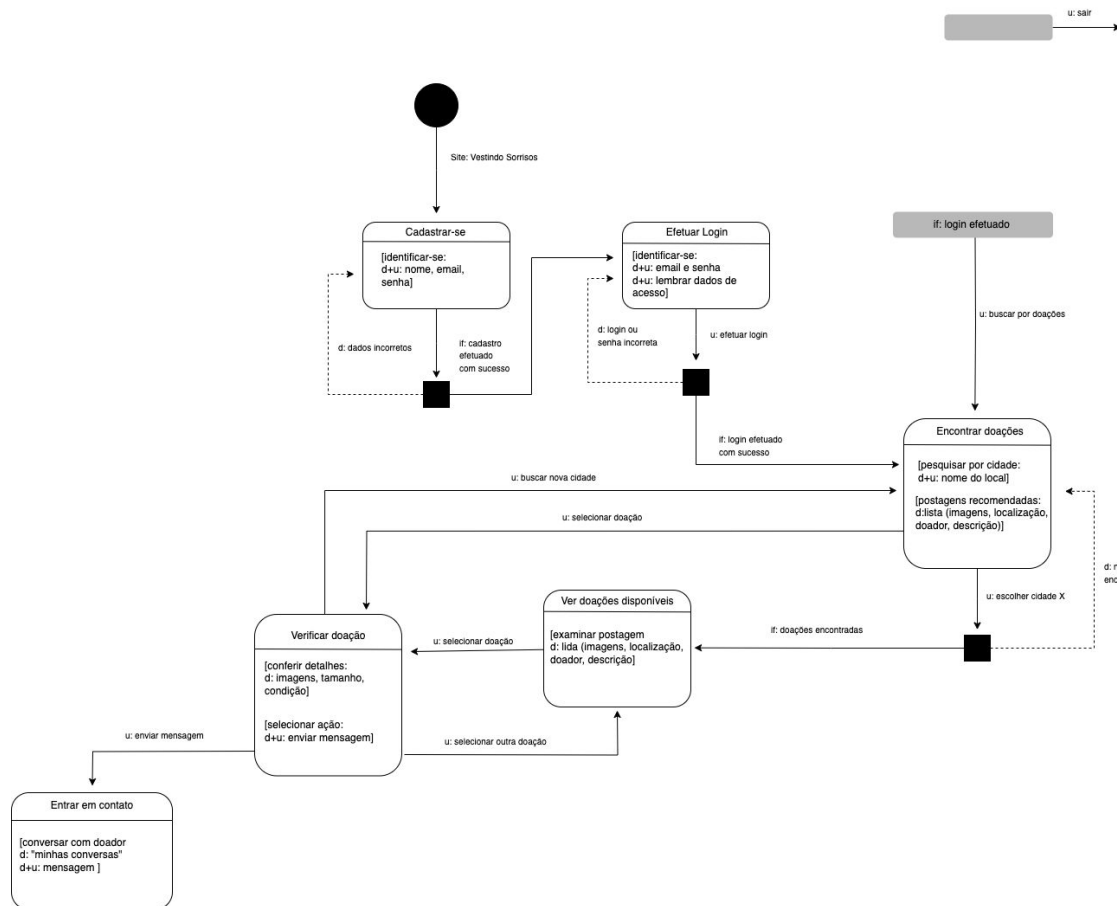 u: sair
Site: Vestindo Sorrisos
Cadastrar-se
[identificar-se:
d+u: nome, email,
senha]
Efetuar Login
[identificar-se:
d+u: email e senha
d+u: lembrar dados de
acesso]
if: login efetuado
u: buscar por doações
d: dados incorretos
if: cadastro
efetuado
com sucesso
d: login ou
senha incorreta
u: efetuar login
if: login efetuado
com sucesso
Encontrar doações
[pesquisar por cidade:
d+u: nome do local]
[postagens recomendadas:
d:lista (imagens, localização,
doador, descrição)]
u: buscar nova cidade
u: selecionar doação
u: escolher cidade X
d:
Ver doações disponíveis
[examinar postagem
d: lida (imagens, localização,
doador, descrição]
if: doações encontradas
u: selecionar doação
Verificar doação
[conferir detalhes:
d: imagens, tamanho,
condição]
[selecionar ação:
d+u: enviar mensagem]
u: selecionar outra doação
u: enviar mensagem
Entrar em contato
[conversar com doador
d: "minhas conversas"
d+u: mensagem ]